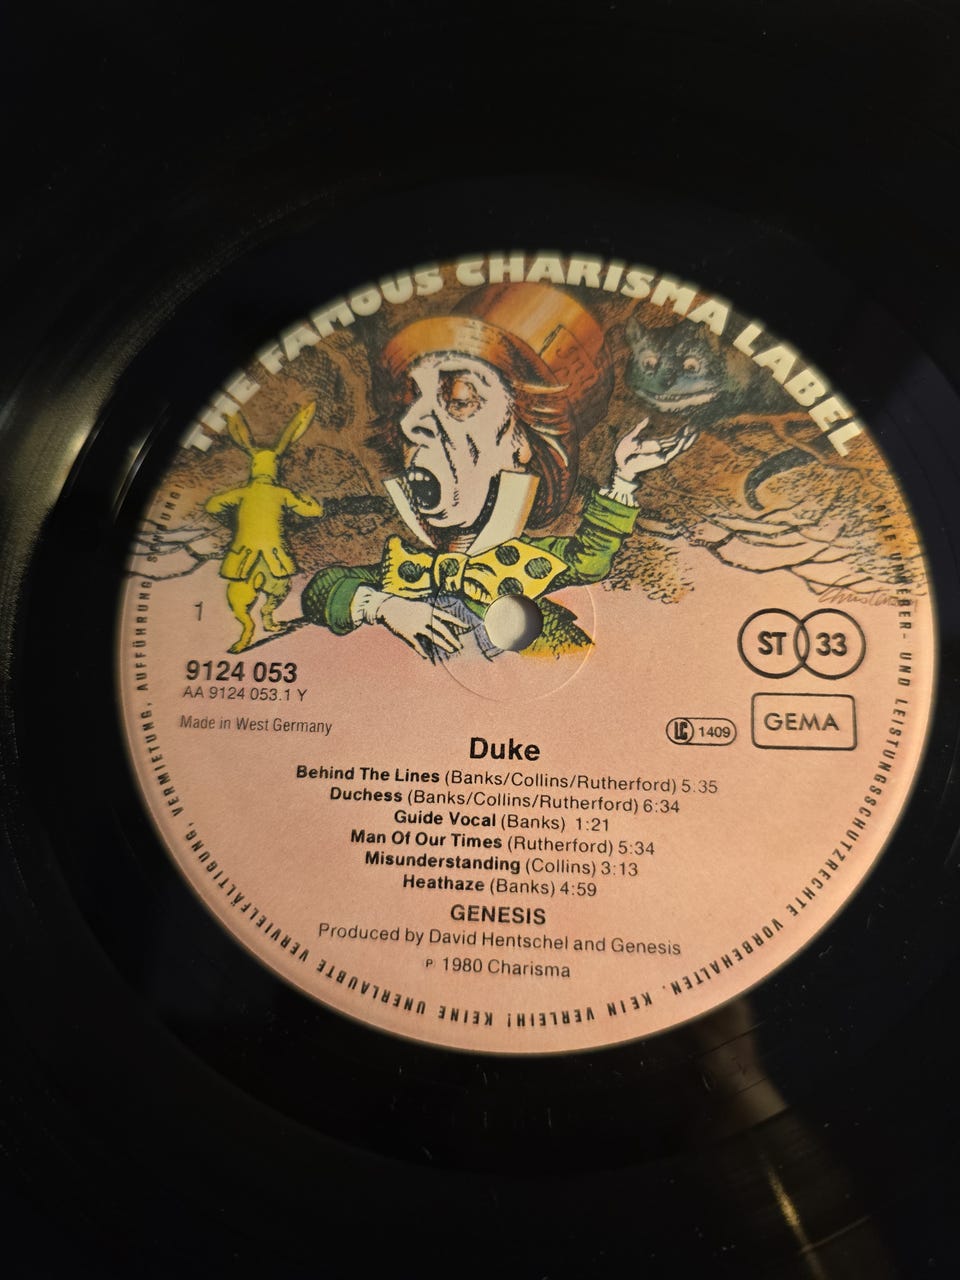 THE FAMOUS CHARISMA LABEL
1
ST 33
9124 053
AA 9124 053.1 Y
Made in West Germany
LC 1409
GEMA
Duke
Behind The Lines (Banks/Collins/Rutherford) 5.35
Duchess (Banks/Collins/Rutherford) 6:34
Guide Vocal (Banks) 1:21
Man Of Our Times (Rutherford) 5:34
Misunderstanding (Collins) 3:13
Heathaze (Banks) 4:59
GENESIS
Produced by David Hentschel and Genesis
℗ 1980 Charisma
ALLE URHEBER- UND LEISTUNGSSCHUTZRECHTE VORBEHALTEN. KEIN VERLEIH! KEINE UNERLAUBTE VERVIELFÄLTIGUNG, VERMIETUNG, AUFFÜHRUNG, SENDUNG